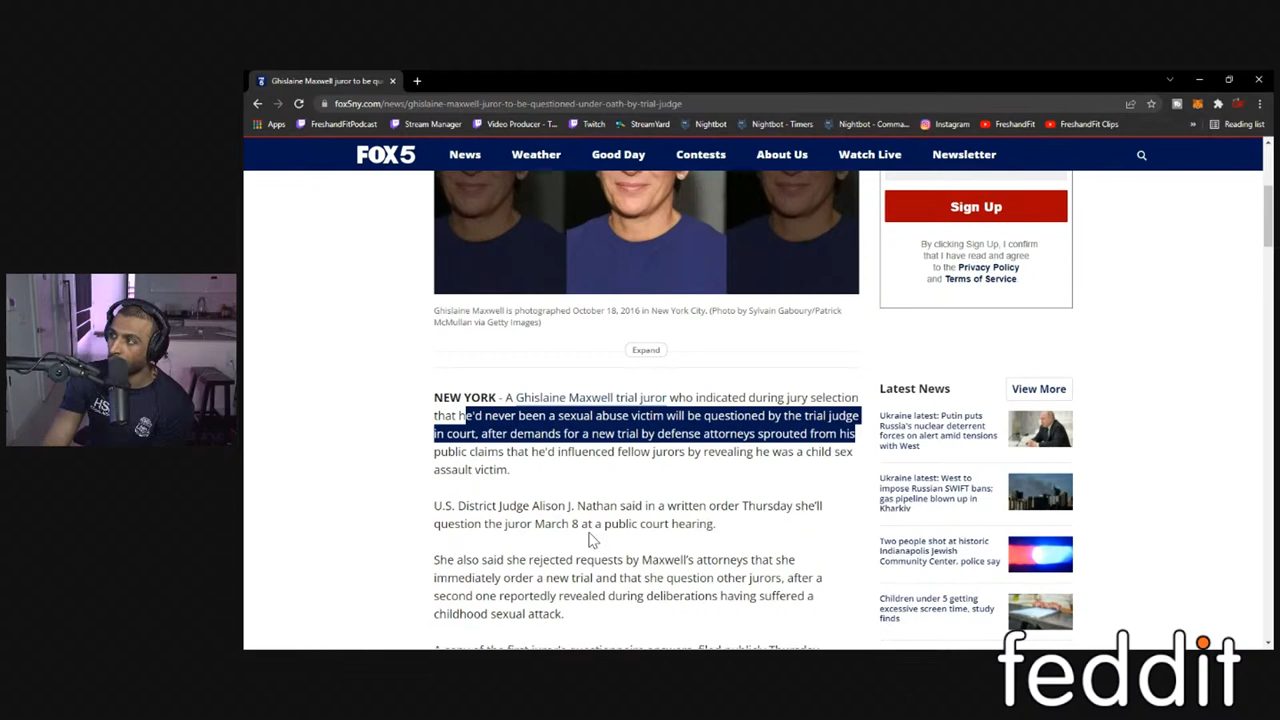 Ghislaine Maxwell juror to be qu
fox5ny.com/news/ghislaine-maxwell-juror-to-be-questioned-under-oath-by-trial-judge
Apps FreshandFitPodcast Stream Manager Video Producer - T... Twitch StreamYard Nightbot Nightbot - Timers Nightbot - Comma... Instagram FreshandFit FreshandFit Clips » Reading list
FOX 5 News Weather Good Day Contests About Us Watch Live Newsletter
Sign Up
By clicking Sign Up, I confirm
that I have read and agree
to the Privacy Policy
and Terms of Service.
Ghislaine Maxwell is photographed October 18, 2016 in New York City. (Photo by Sylvain Gaboury/Patrick
McMullan via Getty Images)
Expand
NEW YORK - A Ghislaine Maxwell trial juror who indicated during jury selection
that he'd never been a sexual abuse victim will be questioned by the trial judge
in court, after demands for a new trial by defense attorneys sprouted from his
public claims that he'd influenced fellow jurors by revealing he was a child sex
assault victim.
U.S. District Judge Alison J. Nathan said in a written order Thursday she'll
question the juror March 8 at a public court hearing.
She also said she rejected requests by Maxwell's attorneys that she
immediately order a new trial and that she question other jurors, after a
second one reportedly revealed during deliberations having suffered a
childhood sexual attack.
A copy of the first juror's questionnaire answers, filed publicly Thursday
Latest News View More
Ukraine latest: Putin puts
Russia's nuclear deterrent
forces on alert amid tensions
with West
Ukraine latest: West to
impose Russian SWIFT bans;
gas pipeline blown up in
Kharkiv
Two people shot at historic
Indianapolis Jewish
Community Center, police say
Children under 5 getting
excessive screen time, study
finds
feddit